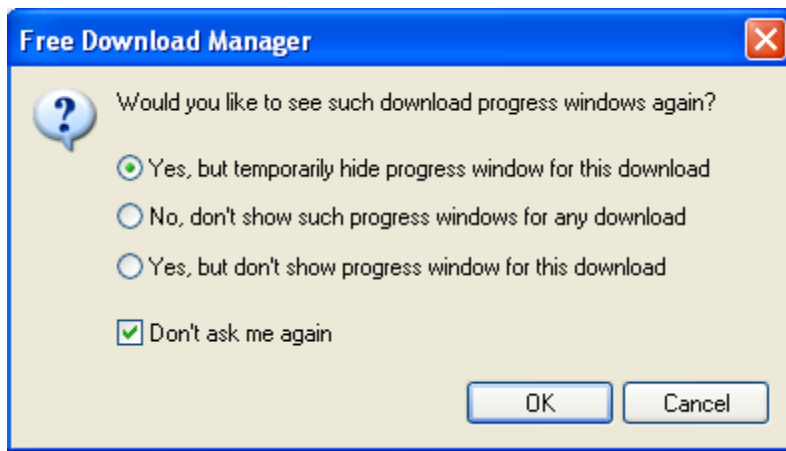 Free Download Manager
Would you like to see such download progress windows again?
Yes, but temporarily hide progress window for this download
No, don't show such progress windows for any download
Yes, but don't show progress window for this download
Don't ask me again
OK Cancel